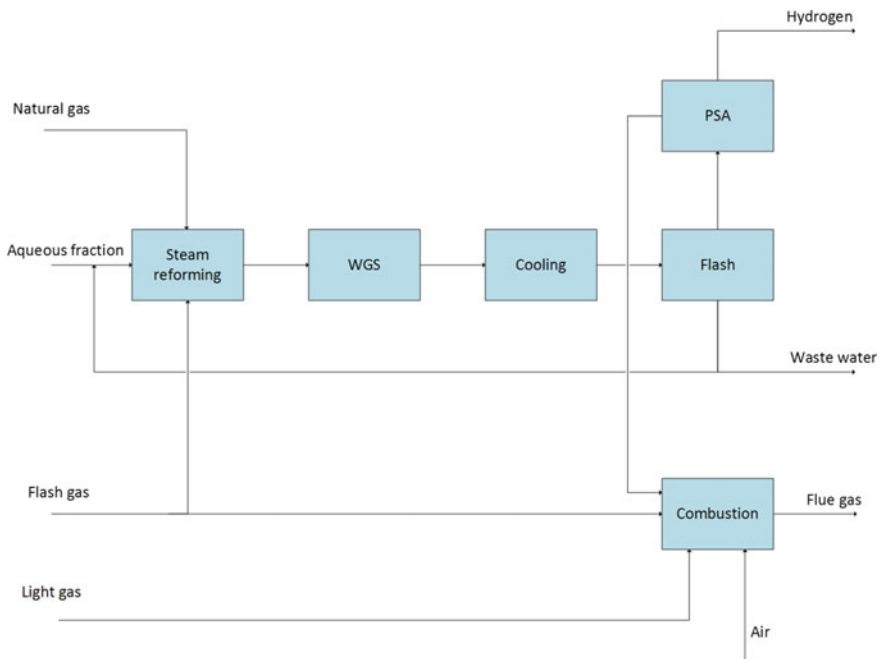 Hydrogen
Natural gas
PSA
Aqueous fraction
Steam
reforming
WGS
Cooling
Flash
Waste water
Flash gas
Combustion
Flue gas
Light gas
Air